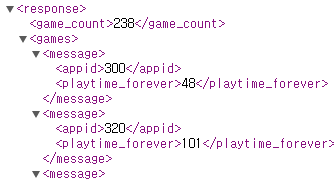 <response>
<game_count>238</game_count>
<games>
<message>
<appid>300</appid>
<playtime_forever>48</playtime_forever>
</message>
<message>
<appid>320</appid>
<playtime_forever>101</playtime_forever>
</message>
<message>